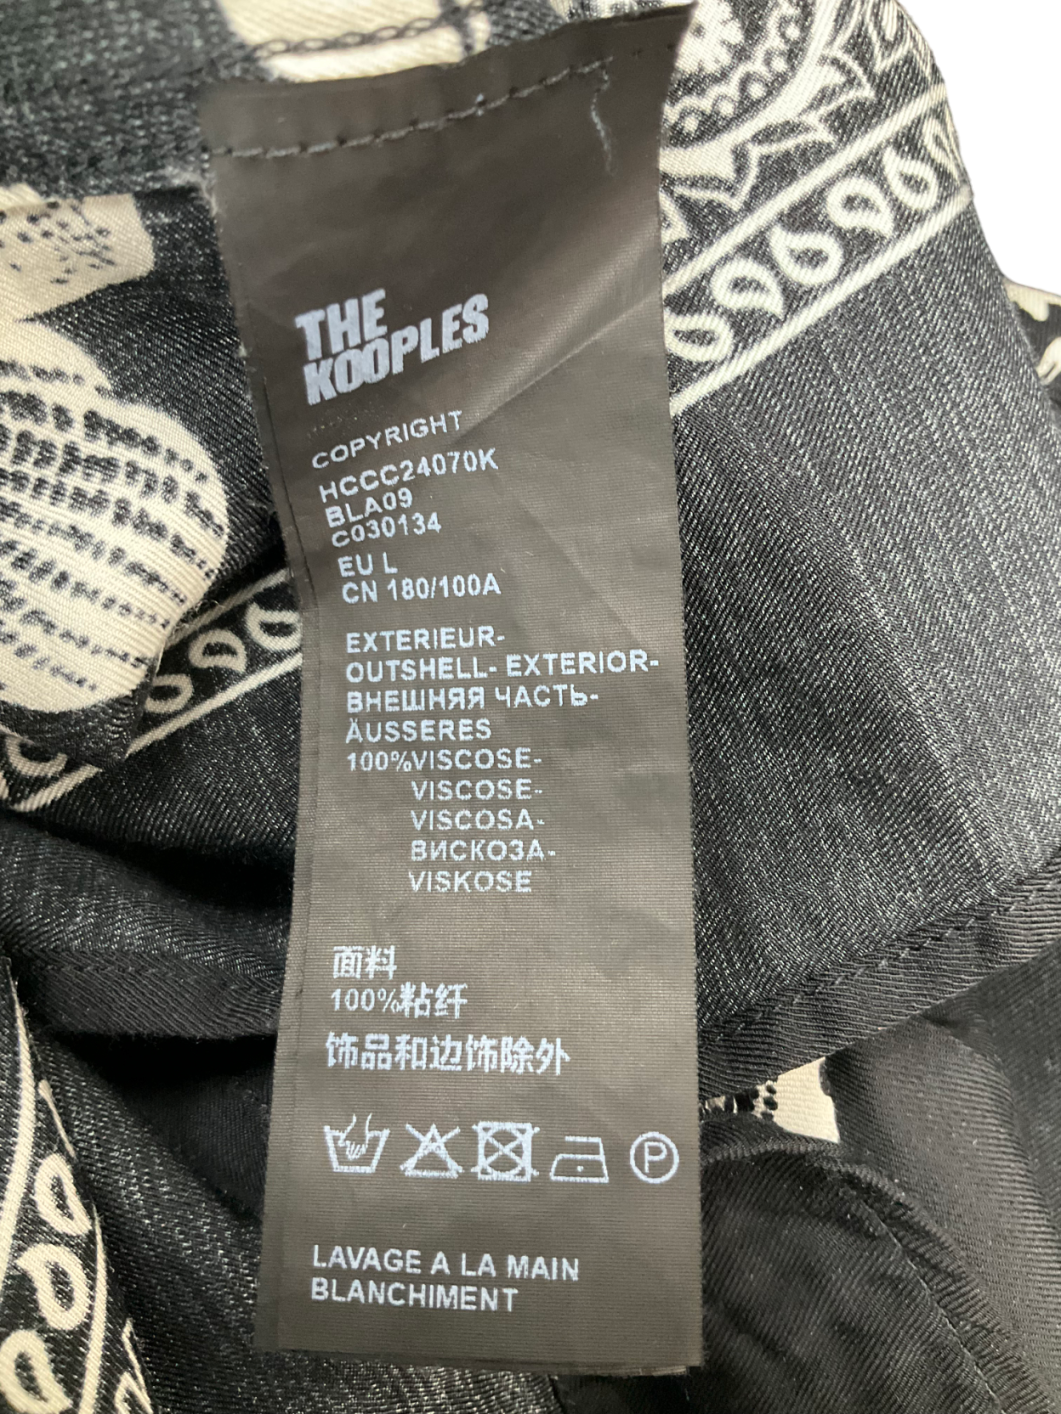 THE
KOOPLES
COPYRIGHT
HCCC24070K
BLA09
C030134
EU L
CN 180/100A
EXTERIEUR-
OUTSHELL- EXTERIOR-
ВНЕШНЯЯ ЧАСТЬ-
ÄUSSERES
100%VISCOSE-
VISCOSE-
VISCOSA-
ВИСКОЗА-
VISKOSE
面料
100%粘纤
饰品和边饰除外
P
LAVAGE A LA MAIN
BLANCHIMENT